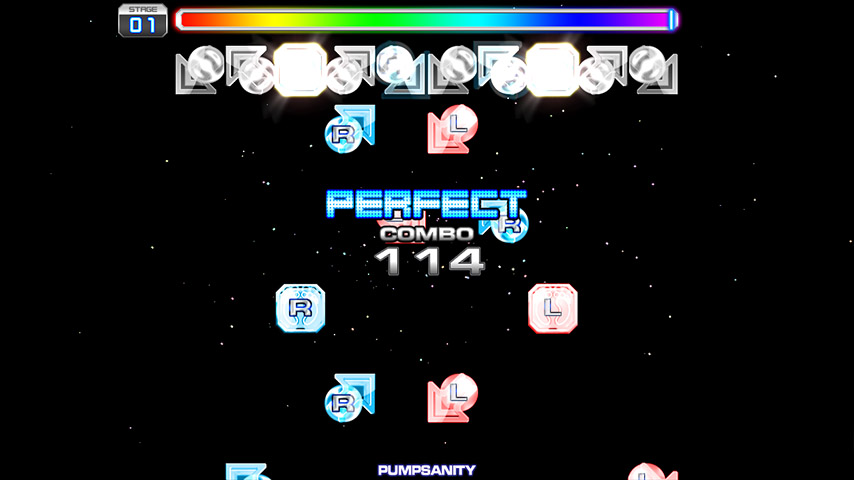 STAGE
01
R L
PERFECT
R
COMBO
114
R L
R L
PUMPSANITY
L